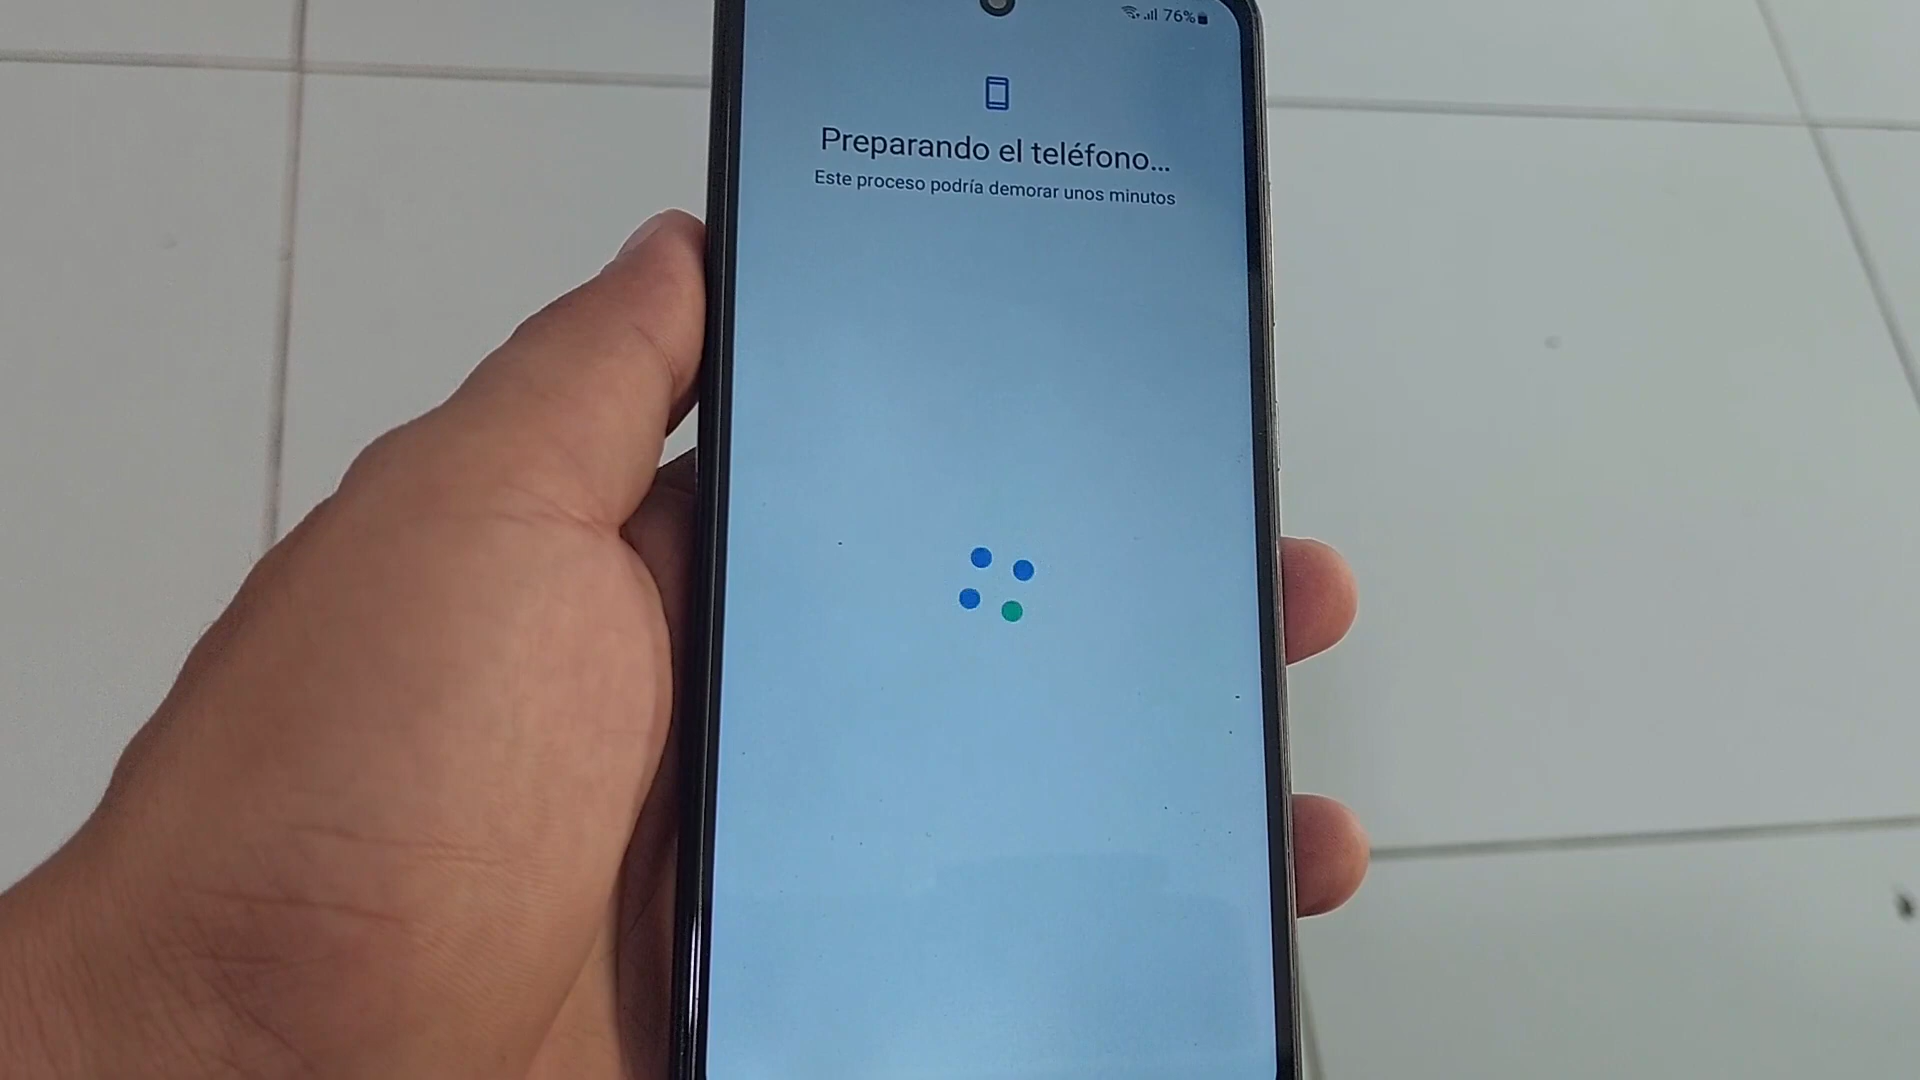 76%
Preparando el teléfono...
Este proceso podría demorar unos minutos